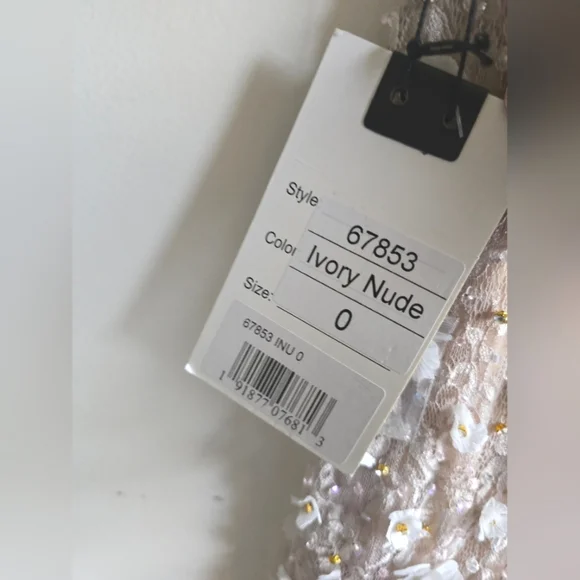 Style
67853
Color
Ivory Nude
Size:
0
67853 INU 0
1 91877 07681 3